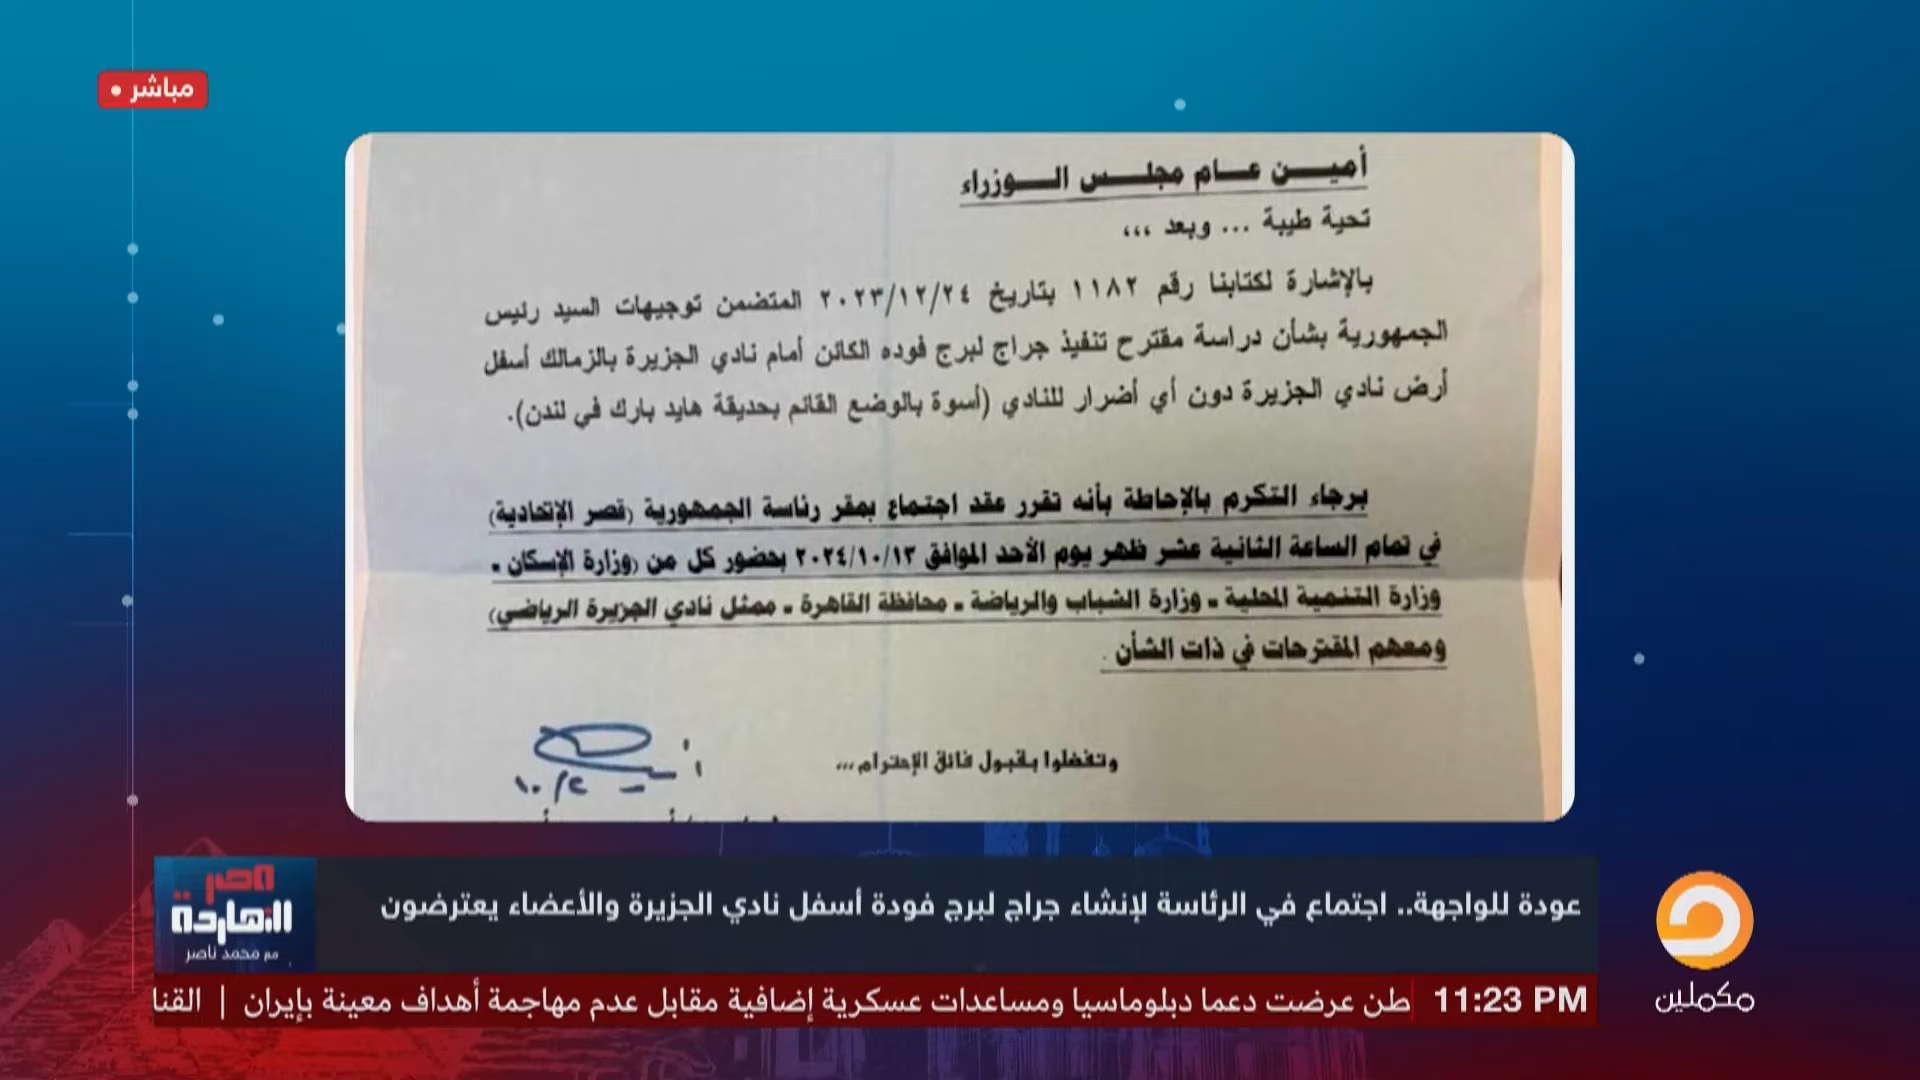 مباشر
أميـــن عـــام مجلـــس الـــوزراء
تحية طيبة ... وبعد ،،،
بالإشارة لكتابنا رقم ١١٨٢ بتاريخ ٢٠٢٣/١٢/٢٤ المتضمن توجيهات السيد رئيس
الجمهورية بشأن دراسة مقترح تنفيذ جراج لبرج فوده الكائن أمام نادي الجزيرة بالزمالك أسفل
أرض نادي الجزيرة دون أي أضرار للنادي (أسوة بالوضع القائم بحديقة هايد بارك في لندن).
برجاء التكرم بالإحاطة بأنه تقرر عقد اجتماع بمقر رئاسة الجمهورية (قصر الإتحادية)
في تمام الساعة الثانية عشر ظهر يوم الأحد الموافق ٢٠٢٤/١٠/١٣ بحضور كل من (وزارة الإسكان -
وزارة التنمية المحلية - وزارة الشباب والرياضة - محافظة القاهرة - ممثل نادي الجزيرة الرياضي)
ومعهم المقترحات في ذات الشأن .
وتفضلوا بقبول فائق الإحترام،،،
١٠/٢
عودة للواجهة.. اجتماع في الرئاسة لإنشاء جراج لبرج فودة أسفل نادي الجزيرة والأعضاء يعترضون
مصر
النهاردة
مع محمد ناصر
11:23 PM
طن عرضت دعما دبلوماسيا ومساعدات عسكرية إضافية مقابل عدم مهاجمة أهداف معينة بإيران | القنا
مكملين